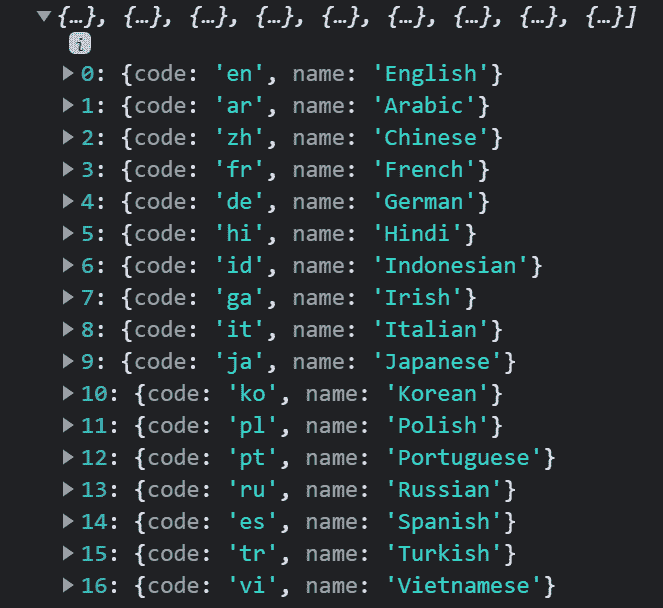 {…}, {…}, {…}, {…}, {…}, {…}, {…}, {…}, {…}]
i
0: {code: 'en', name: 'English'}
1: {code: 'ar', name: 'Arabic'}
2: {code: 'zh', name: 'Chinese'}
3: {code: 'fr', name: 'French'}
4: {code: 'de', name: 'German'}
5: {code: 'hi', name: 'Hindi'}
6: {code: 'id', name: 'Indonesian'}
7: {code: 'ga', name: 'Irish'}
8: {code: 'it', name: 'Italian'}
9: {code: 'ja', name: 'Japanese'}
10: {code: 'ko', name: 'Korean'}
11: {code: 'pl', name: 'Polish'}
12: {code: 'pt', name: 'Portuguese'}
13: {code: 'ru', name: 'Russian'}
14: {code: 'es', name: 'Spanish'}
15: {code: 'tr', name: 'Turkish'}
16: {code: 'vi', name: 'Vietnamese'}